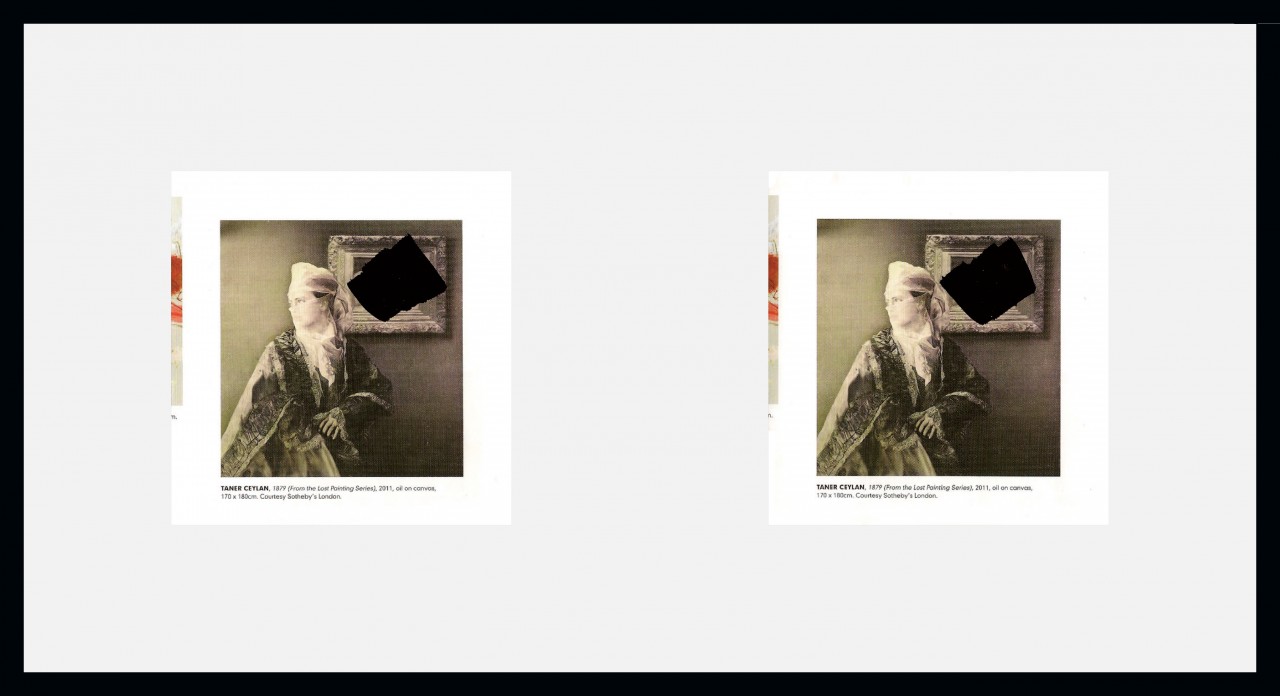 m.
TANER CEYLAN, 1879 (From the Lost Painting Series), 2011, oil on canvas,
170 x 180cm. Courtesy Sotheby's London.
n.
TANER CEYLAN, 1879 (From the Lost Painting Series), 2011, oil on canvas,
170 x 180cm. Courtesy Sotheby's London.